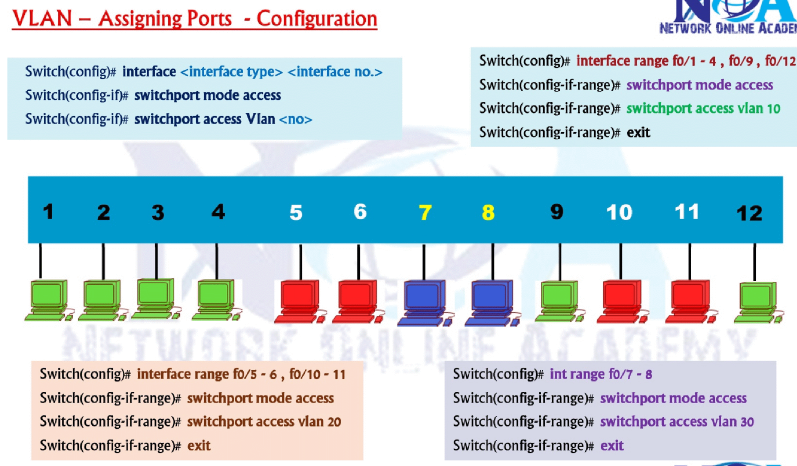 VLAN – Assigning Ports - Configuration
NETWORK ONLINE ACADEM
Switch(config)# interface <interface type> <interface no.>
Switch(config-if)# switchport mode access
Switch(config-if)# switchport access Vlan <no>
Switch(config)# interface range f0/1 - 4 , f0/9 , f0/12
Switch(config-if-range)# switchport mode access
Switch(config-if-range)# switchport access vlan 10
Switch(config-if-range)# exit
1 2 3 4 5 6 7 8 9 10 11 12
NETWORK ONLINE ACADEMY
Switch(config)# interface range f0/5 - 6 , f0/10 - 11
Switch(config-if-range)# switchport mode access
Switch(config-if-range)# switchport access vlan 20
Switch(config-if-range)# exit
Switch(config)# int range f0/7 - 8
Switch(config-if-range)# switchport mode access
Switch(config-if-range)# switchport access vlan 30
Switch(config-if-range)# exit